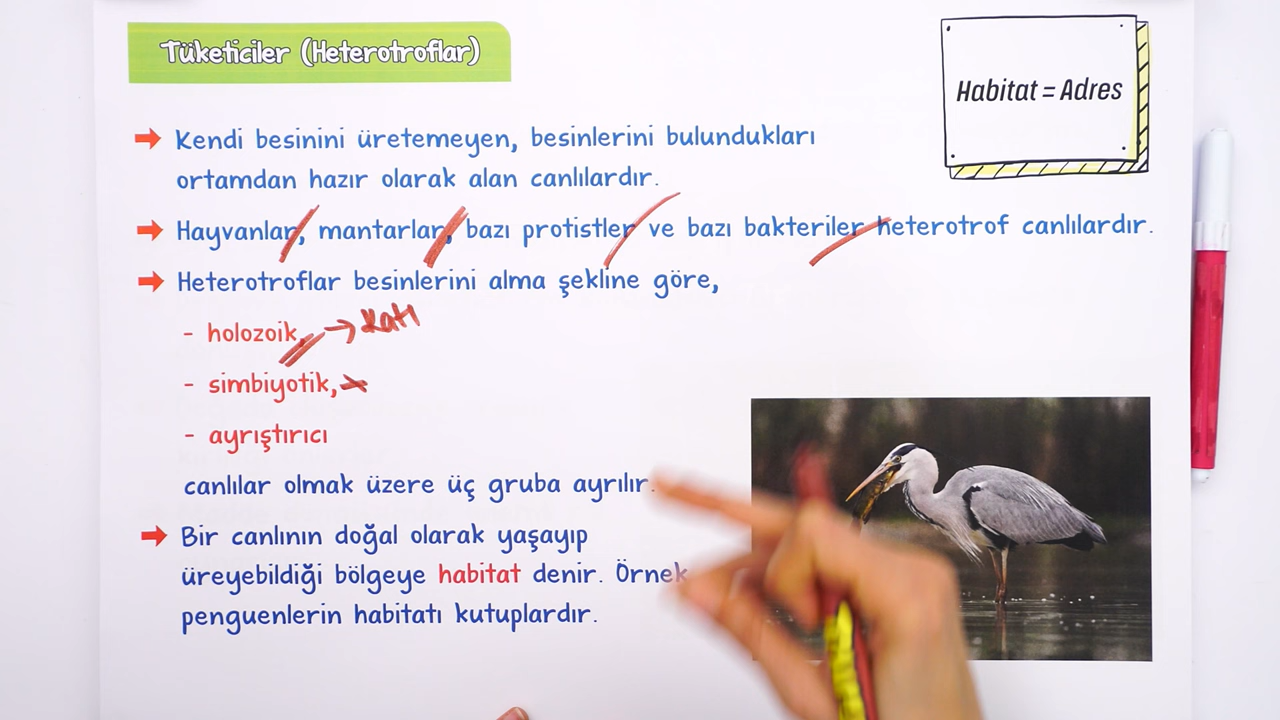 Tüketiciler (Heterotroflar)
Habitat = Adres
Kendi besinini üretemeyen, besinlerini bulundukları
ortamdan hazır olarak alan canlılardır.
Hayvanlar, mantarlar, bazı protistler ve bazı bakteriler heterotrof canlılardır.
Heterotroflar besinlerini alma şekline göre,
- holozoik, → Katı
- simbiyotik,
- ayrıştırıcı
canlılar olmak üzere üç gruba ayrılır.
Bir canlının doğal olarak yaşayıp
üreyebildiği bölgeye habitat denir. Örnek
penguenlerin habitatı kutuplardır.